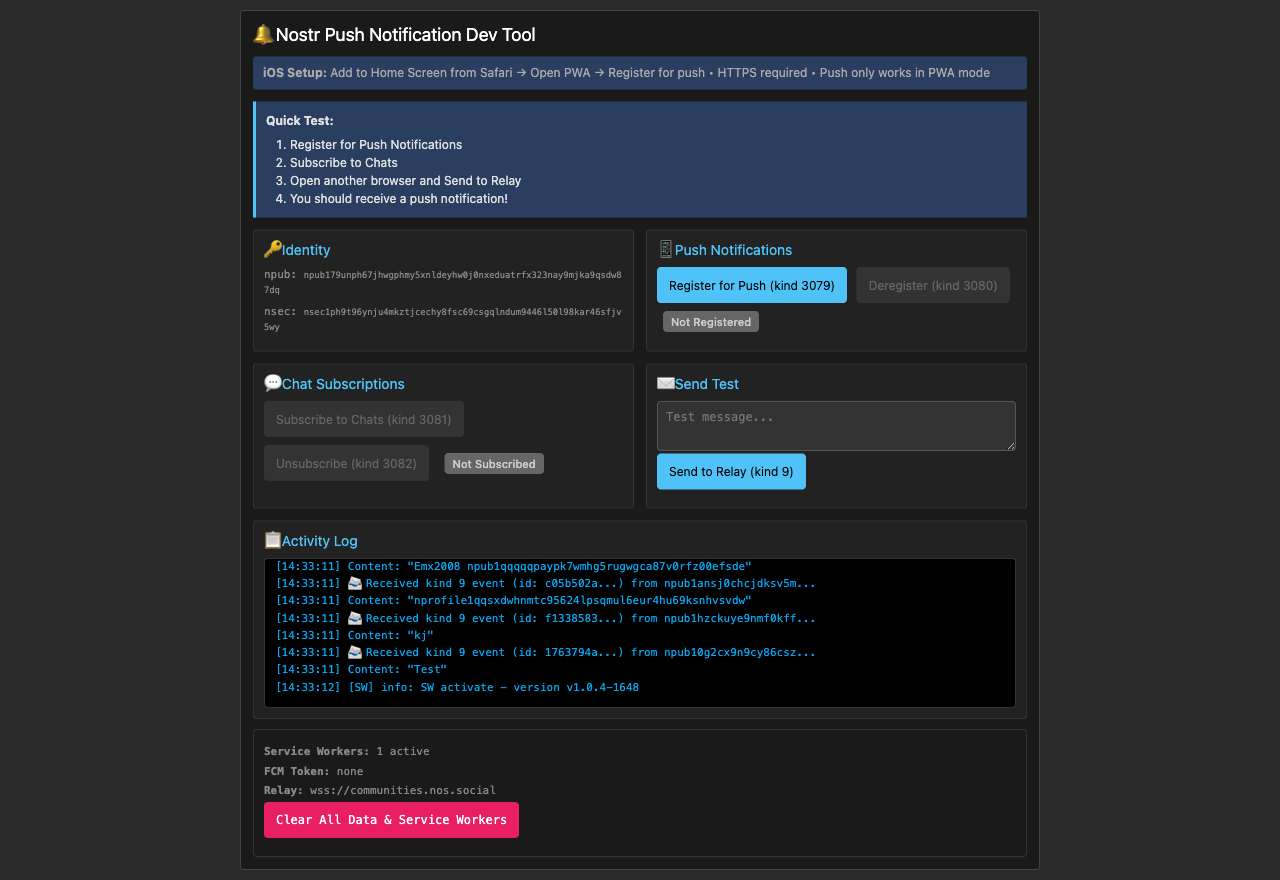 🔔Nostr Push Notification Dev Tool
iOS Setup: Add to Home Screen from Safari → Open PWA → Register for push • HTTPS required • Push only works in PWA mode
Quick Test:
1. Register for Push Notifications
2. Subscribe to Chats
3. Open another browser and Send to Relay
4. You should receive a push notification!
🔑Identity
npub: npub179unph67jhwgphmy5xnldeyhw0j0nxeduatrfx323nay9mjka9qsdw8
7dq
nsec: nsec1ph9t96ynju4mkztjcechy8fsc69csgqlndum9446l50l98kar46sfjv
5wy
📱Push Notifications
Register for Push (kind 3079)
Deregister (kind 3080)
Not Registered
💬Chat Subscriptions
Subscribe to Chats (kind 3081)
Unsubscribe (kind 3082)
Not Subscribed
✉️Send Test
Test message...
Send to Relay (kind 9)
📋Activity Log
[14:33:11] Content: "Emx2008 npub1qqqqqpaypk7wmhg5rugwgca87v0rfz00efsde"
[14:33:11] 📨 Received kind 9 event (id: c05b502a...) from npub1ansj0chcjdksv5m...
[14:33:11] Content: "nprofile1qqsxdwhnmtc95624lpsqmul6eur4hu69ksnhvsvdw"
[14:33:11] 📨 Received kind 9 event (id: f1338583...) from npub1hzckuye9nmf0kff...
[14:33:11] Content: "kj"
[14:33:11] 📨 Received kind 9 event (id: 1763794a...) from npub10g2cx9n9cy86csz...
[14:33:11] Content: "Test"
[14:33:12] [SW] info: SW activate – version v1.0.4-1648
Service Workers: 1 active
FCM Token: none
Relay: wss://communities.nos.social
Clear All Data & Service Workers